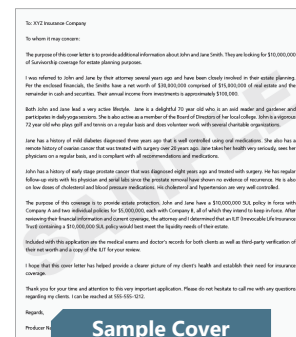 To: XYZ Insurance Company
To whom it may concern:
The purpose of this cover letter is to provide additional information about John and Jane Smith. They are looking for $10,000,000
of Survivorship coverage for estate planning purposes.
I was referred to John and Jane by their attorney several years ago and have been closely involved in their estate planning.
Per the enclosed financials, the Smiths have a net worth of $30,800,000 comprised of $15,800,000 of real estate and the
remainder in cash and securities. Their annual income from investments is approximately $100,000.
Both John and Jane lead a very active lifestyle. Jane is a delightful 70 year old who is an avid reader and gardener and
participates in daily yoga sessions. She is also active as a member of the Board of Directors of her local college. John is a vigorous
72 year old who plays golf and tennis on a regular basis and does volunteer work with several charitable organizations.
Jane has a history of mild diabetes diagnosed three years ago that is well controlled using oral medications. She also has a
remote history of ovarian cancer that was treated with surgery over 28 years ago. Jane takes her health very seriously, sees her
physicians on a regular basis, and is compliant with all recommendations and medications.
John has a history of early stage prostate cancer that was diagnosed eight years ago and treated with surgery. He has regular
follow-up visits with his physician and serial labs since the prostate removal have shown no evidence of recurrence. He is also
on low doses of cholesterol and blood pressure medications. His cholesterol and hypertension are very well controlled.
The purpose of this coverage is to provide estate protection. John and Jane have a $10,000,000 SUL policy in force with
Company A and two individual policies for $5,000,000, each with Company B, all of which they intend to keep in force. After
reviewing their financial information and current coverage, the attorney and I determined that an ILIT (Irrevocable Life Insurance
Trust) containing a $10,000,000 SUL policy would best meet the liquidity needs of their estate.
Included with this application are the medical exams and doctor's records for both clients as well as third-party verification of
their net worth and a copy of the ILIT for your review.
I hope that this cover letter has helped provide a clearer picture of my client's health and establish their need for insurance
coverage.
Thank you for your time and attention to this very important application. Please do not hesitate to call me with any questions
regarding my clients. I can be reached at 555-555-1212.
Regards,
Producer Na
Sample Cover